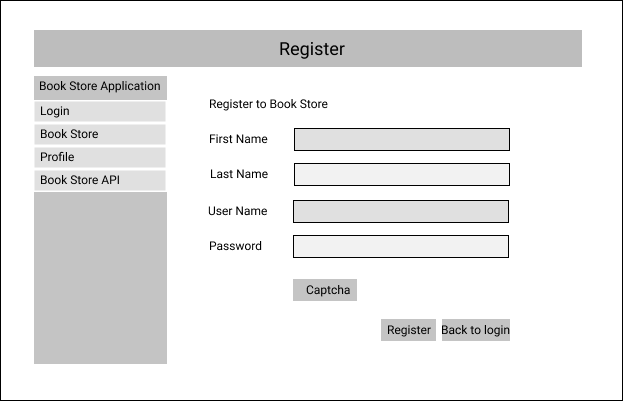 Register
Book Store Application
Login
Book Store
Profile
Book Store API
Register to Book Store
First Name
Last Name
User Name
Password
Captcha
Register
Back to login